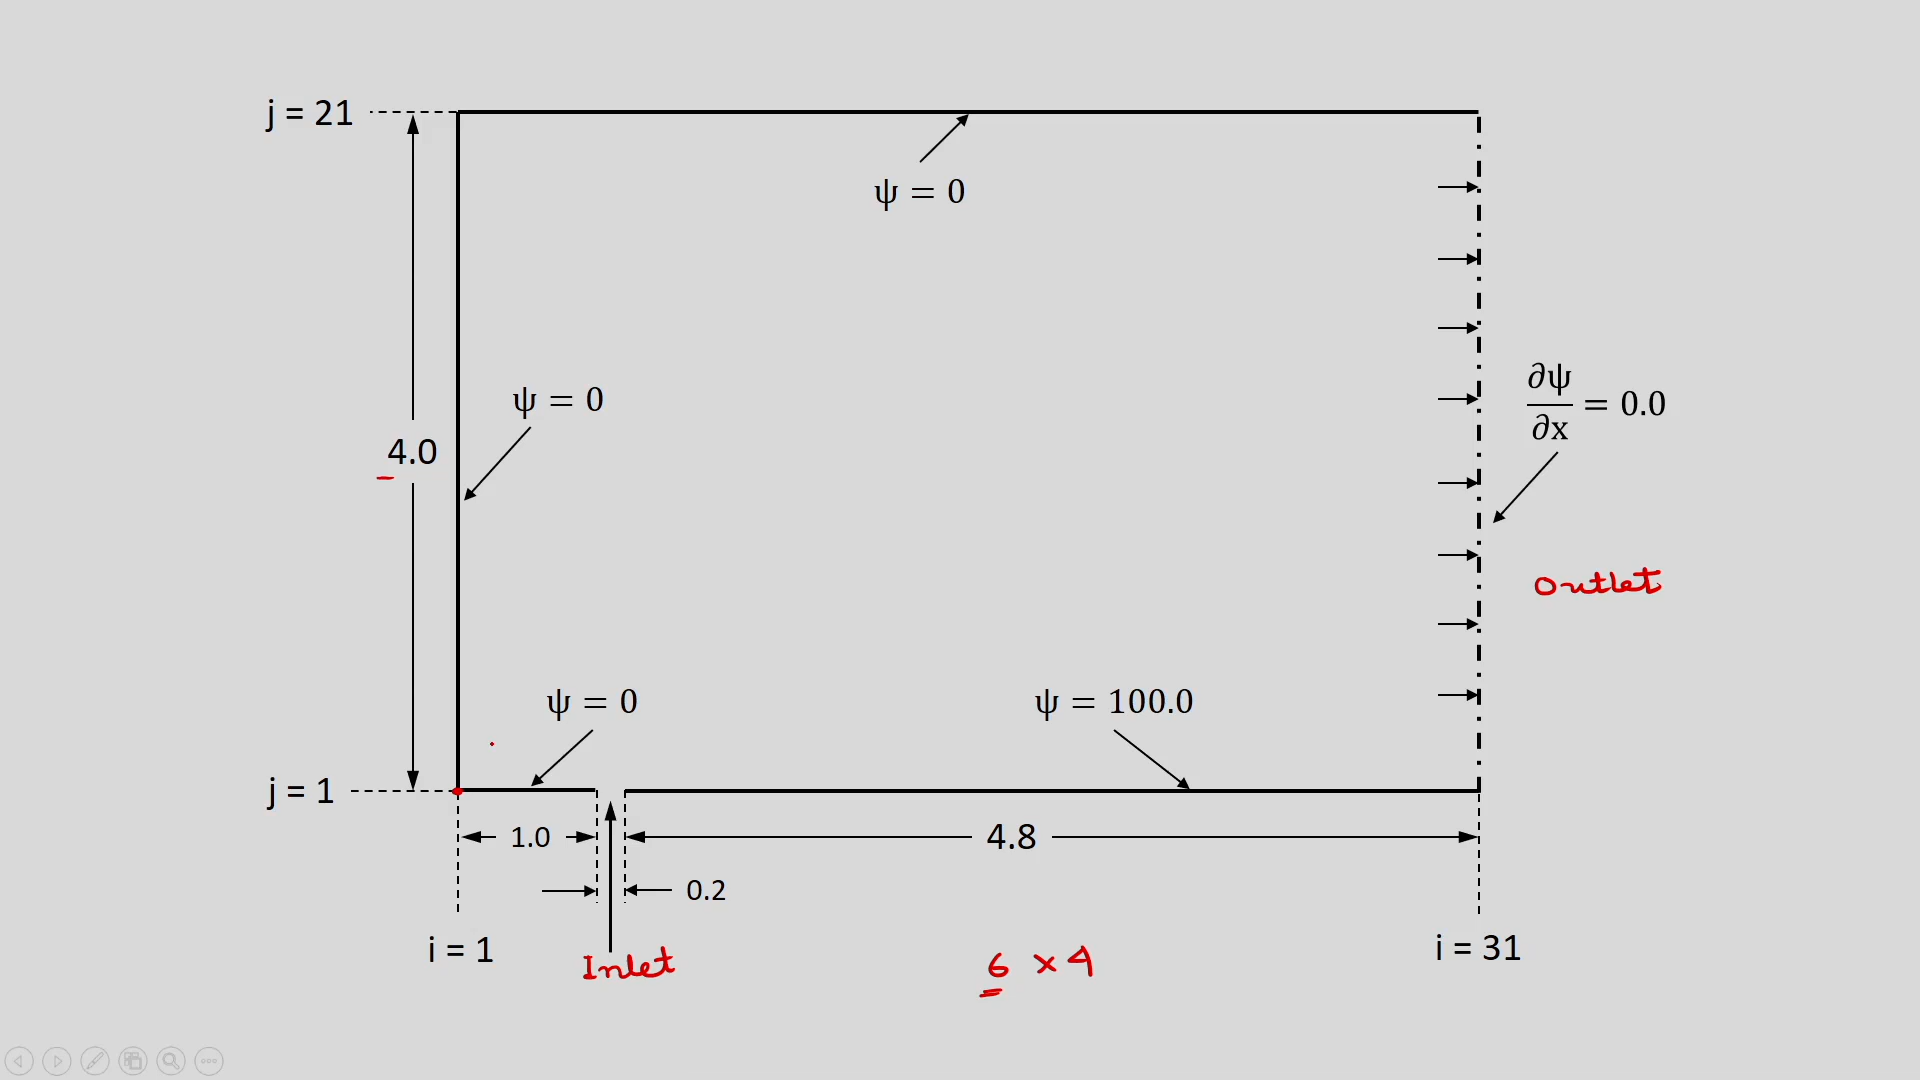 j = 21
ψ = 0
ψ = 0
∂ψ/∂x = 0.0
4.0
Outlet
ψ = 0
ψ = 100.0
j = 1
1.0
4.8
0.2
i = 1
Inlet
6 x 4
i = 31